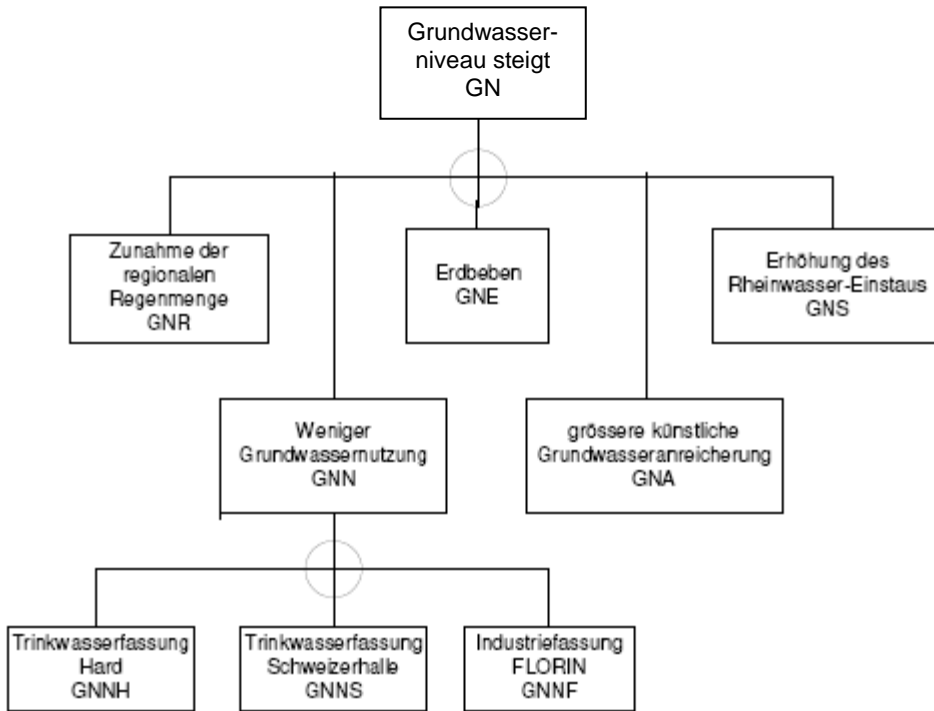 Grundwasser-
niveau steigt
GN
Zunahme der
regionalen
Regenmenge
GNR
Erdbeben
GNE
Erhöhung des
Rheinwasser-Einstaus
GNS
Weniger
Grundwassernutzung
GNN
grössere künstliche
Grundwasseranreicherung
GNA
Trinkwasserfassung
Hard
GNNH
Trinkwasserfassung
Schweizerhalle
GNNS
Industriefassung
FLORIN
GNNF